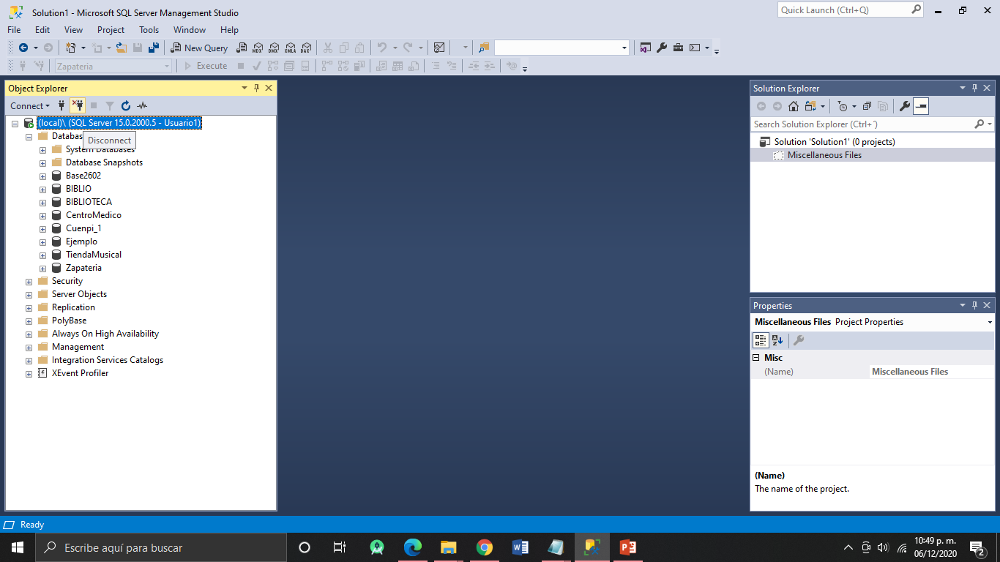 Solution1 - Microsoft SQL Server Management Studio
Quick Launch (Ctrl+Q)
File Edit View Project Tools Window Help
New Query
MDX DMX XMLA DAX
Zapateria
Execute
Object Explorer
Connect
(local)\ (SQL Server 15.0.2000.5 - Usuario1)
Databas
Disconnect
System Databases
Database Snapshots
Base2602
BIBLIO
BIBLIOTECA
CentroMedico
Cuenpi_1
Ejemplo
TiendaMusical
Zapateria
Security
Server Objects
Replication
PolyBase
Always On High Availability
Management
Integration Services Catalogs
XEvent Profiler
Solution Explorer
Search Solution Explorer (Ctrl+´)
Solution 'Solution1' (0 projects)
Miscellaneous Files
Properties
Miscellaneous Files Project Properties
Misc
(Name) Miscellaneous Files
(Name)
The name of the project.
Ready
Escribe aquí para buscar
10:49 p. m.
06/12/2020
2